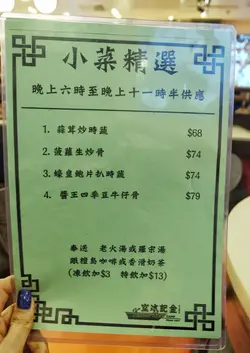 小菜精選
晚上六時至晚上十一時半供應
1. 蒜茸炒時蔬 $68
2. 菠蘿生炒骨 $74
3. 蠔皇鮑片扒時蔬 $74
4. 醬王四季豆牛仔骨 $79
奉送 老火湯或羅宋湯
跟檀島咖啡或香滑奶茶
(凍飲加$3 特飲加$13)